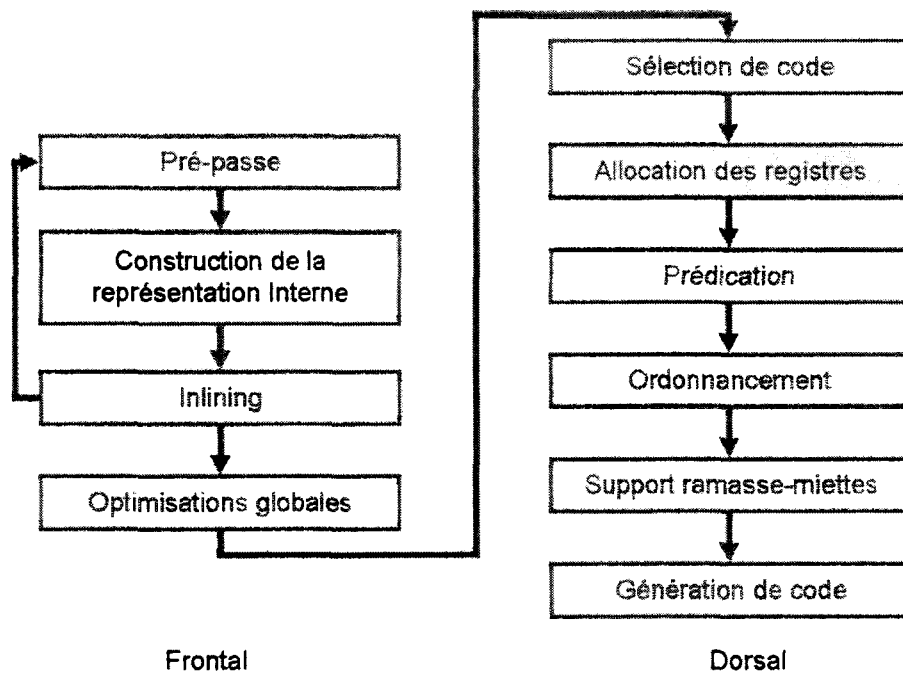 Pré-passe
Construction de la
représentation Interne
Inlining
Optimisations globales
Frontal
Sélection de code
Allocation des registres
Prédication
Ordonnancement
Support ramasse-miettes
Génération de code
Dorsal